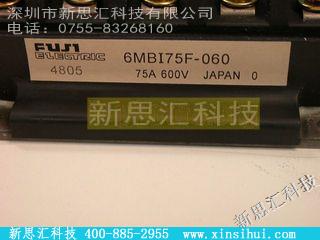 深圳市新思汇科技有限公司
电话：0755-83268160
FUJI
ELECTRIC
4805
6MBI75F-060
75A 600V JAPAN O
新思汇科技
新思汇科技
新思汇科技 400-885-2955 www.xinsihui.com